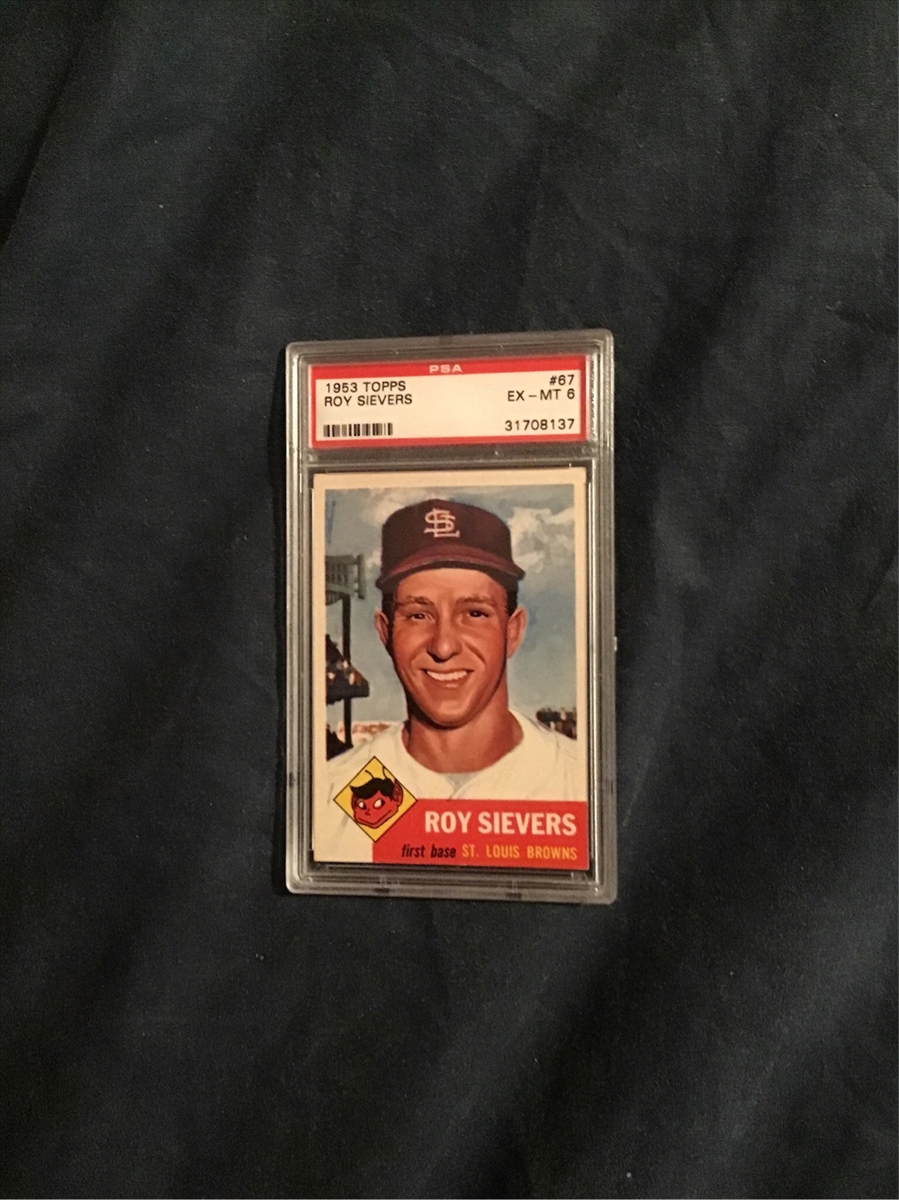 PSA
1953 TOPPS #67
ROY SIEVERS EX – MT 6
31708137
SL
ROY SIEVERS
first base ST. LOUIS BROWNS